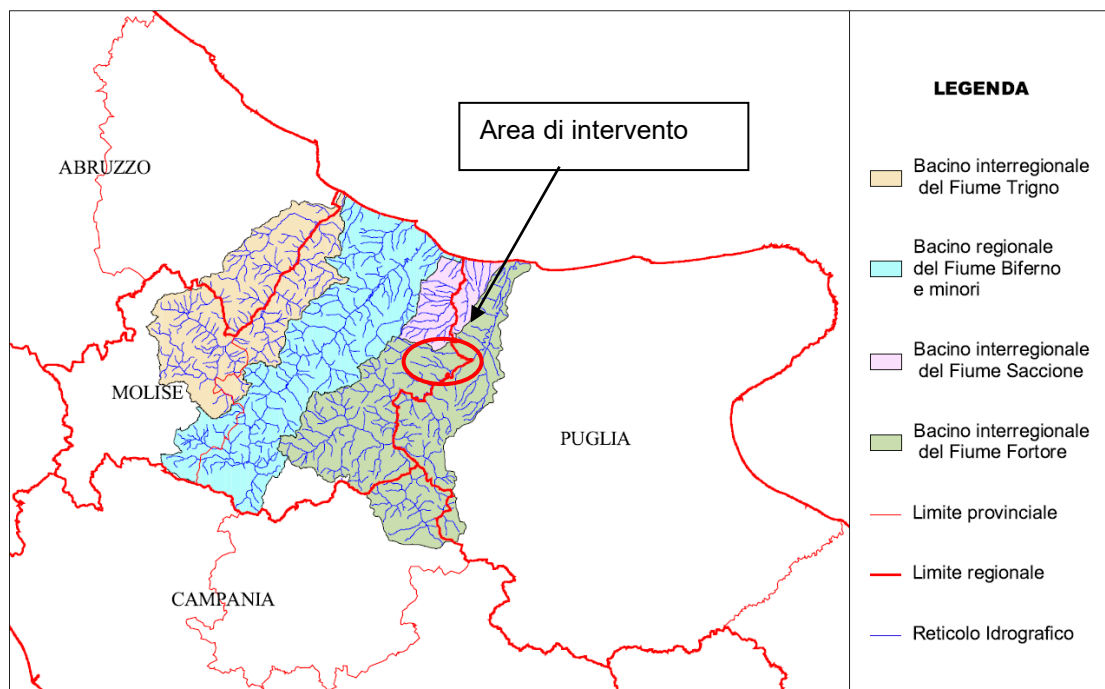 Area di intervento
ABRUZZO
MOLISE
PUGLIA
CAMPANIA
LEGENDA
Bacino interregionale
del Fiume Trigno
Bacino regionale
del Fiume Biferno
e minori
Bacino interregionale
del Fiume Saccione
Bacino interregionale
del Fiume Fortore
Limite provinciale
Limite regionale
Reticolo Idrografico